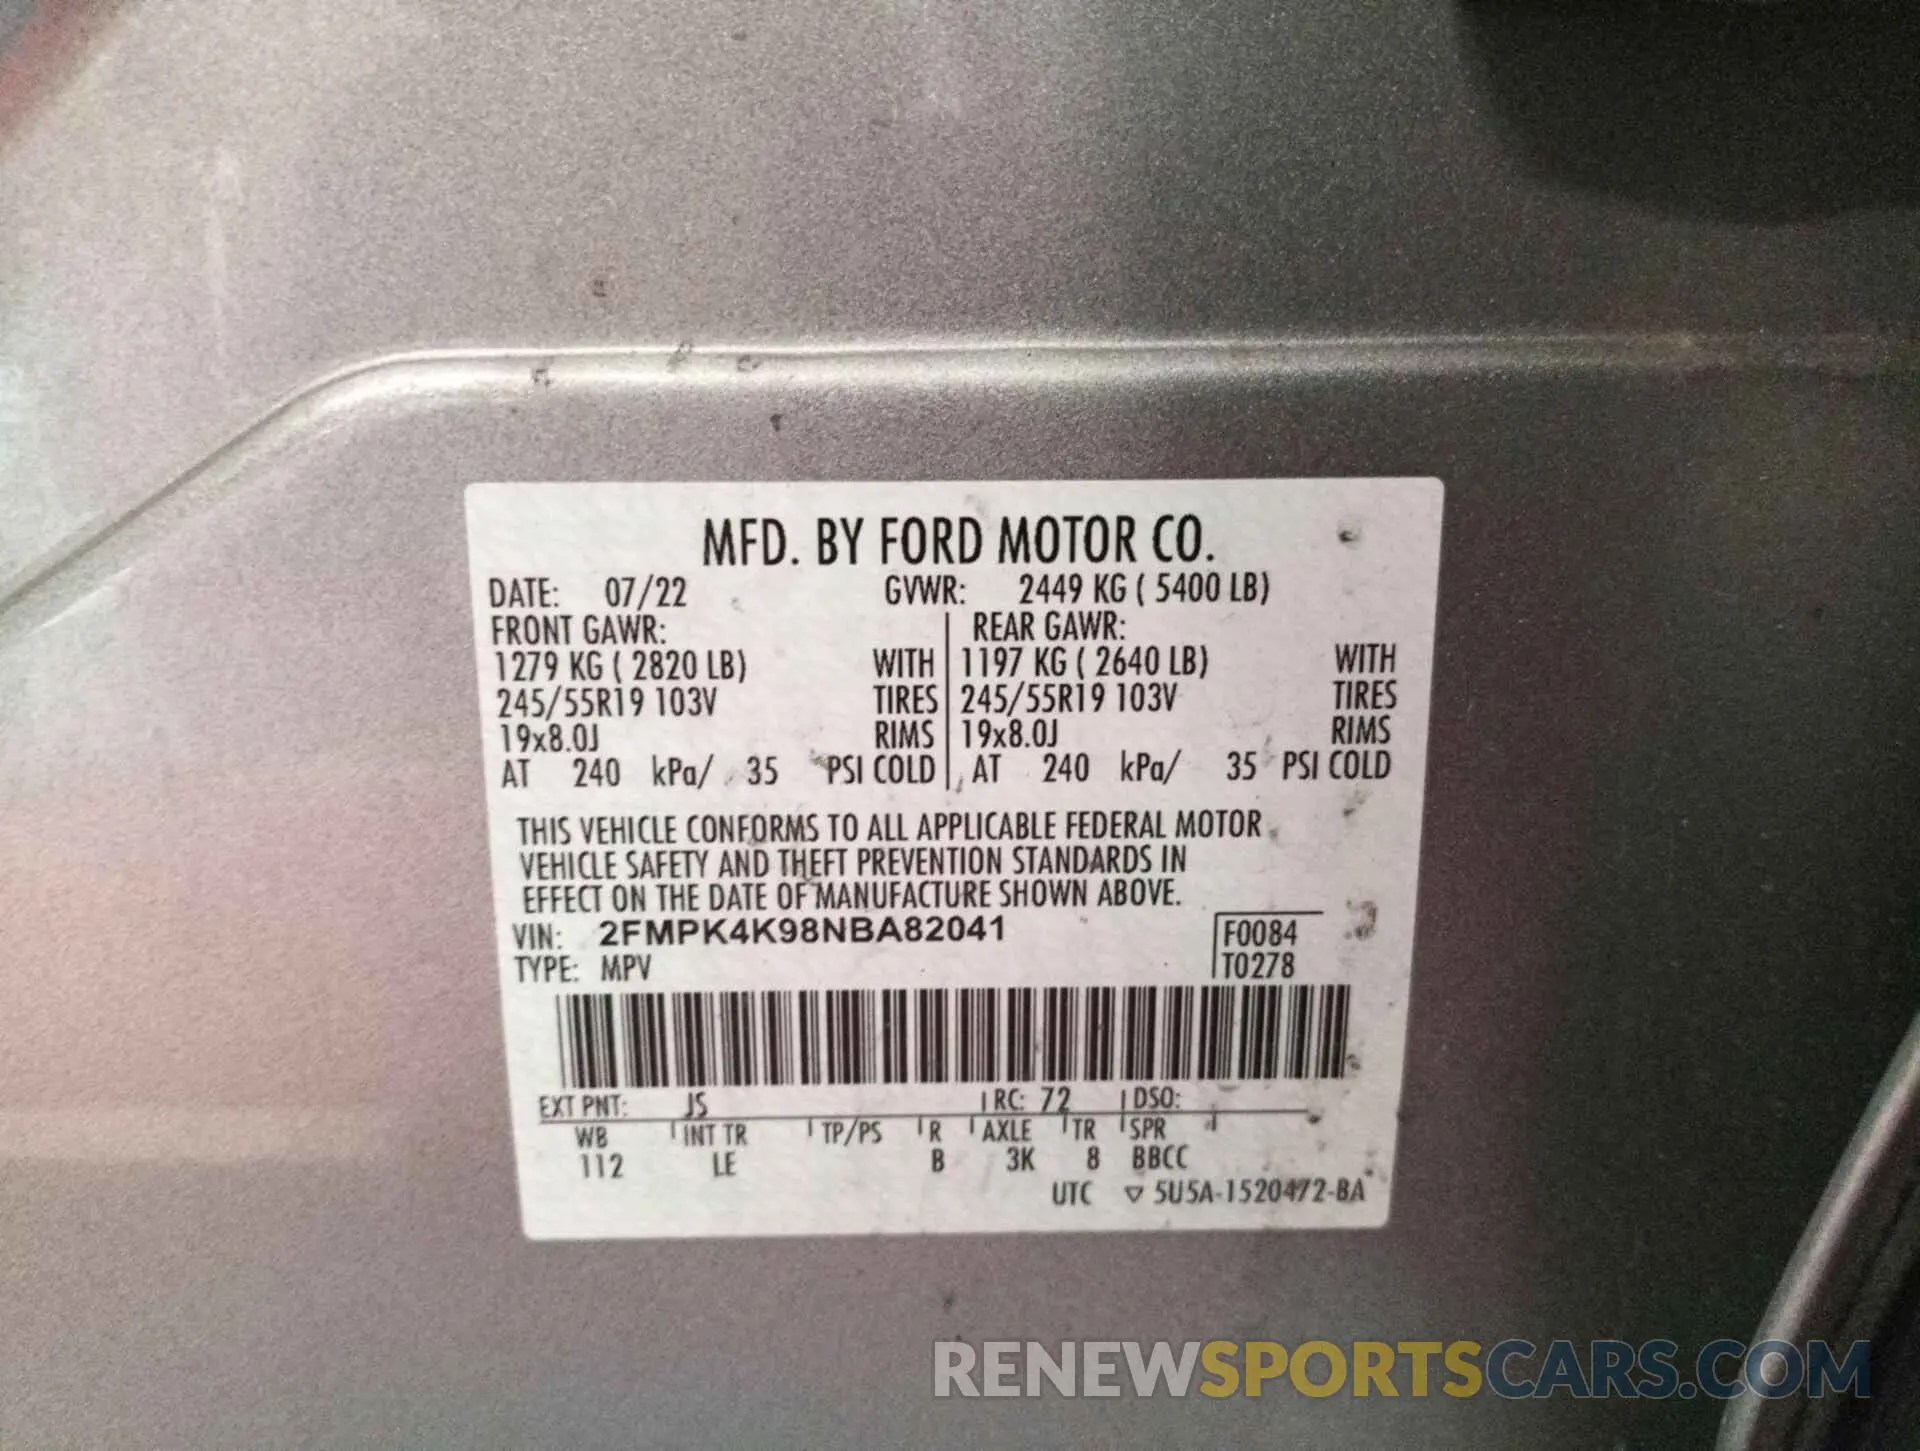 MFD. BY FORD MOTOR CO.
DATE: 07/22 GVWR: 2449 KG ( 5400 LB)
FRONT GAWR: REAR GAWR:
1279 KG ( 2820 LB) WITH 1197 KG ( 2640 LB) WITH
245/55R19 103V TIRES 245/55R19 103V TIRES
19x8.0J RIMS 19x8.0J RIMS
AT 240 kPa/ 35 PSI COLD AT 240 kPa/ 35 PSI COLD
THIS VEHICLE CONFORMS TO ALL APPLICABLE FEDERAL MOTOR
VEHICLE SAFETY AND THEFT PREVENTION STANDARDS IN
EFFECT ON THE DATE OF MANUFACTURE SHOWN ABOVE.
VIN: 2FMPK4K98NBA82041 F0084
TYPE: MPV T0278
EXT PNT: JS RC: 72 DSO:
WB INT TR TP/PS R AXLE TR SPR
112 LE B 3K 8 BBCC
UTC ▽ 5U5A-1520472-BA
RENEWSPORTSCARS.COM